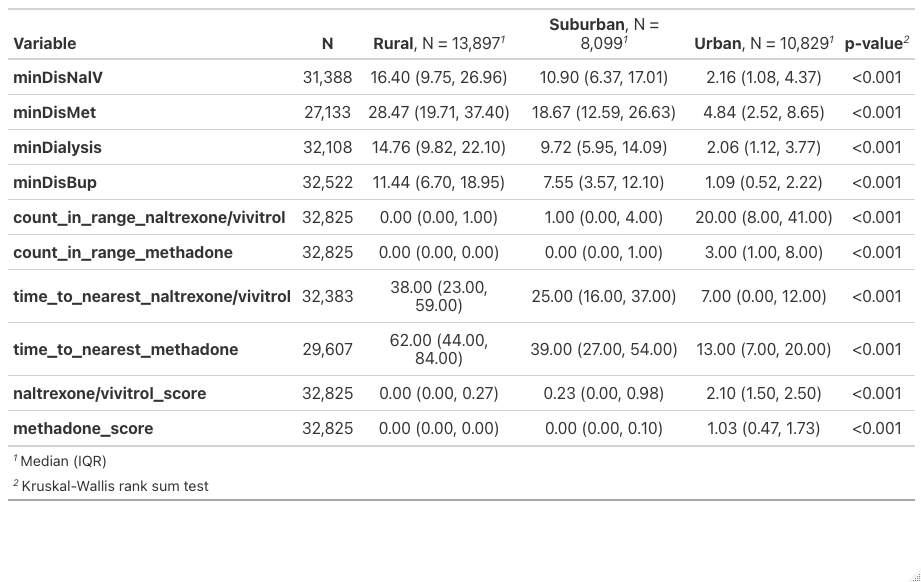 Variable N Rural, N = 13,897¹ Suburban, N = 8,099¹ Urban, N = 10,829¹ p-value²
minDisNalV 31,388 16.40 (9.75, 26.96) 10.90 (6.37, 17.01) 2.16 (1.08, 4.37) <0.001
minDisMet 27,133 28.47 (19.71, 37.40) 18.67 (12.59, 26.63) 4.84 (2.52, 8.65) <0.001
minDialysis 32,108 14.76 (9.82, 22.10) 9.72 (5.95, 14.09) 2.06 (1.12, 3.77) <0.001
minDisBup 32,522 11.44 (6.70, 18.95) 7.55 (3.57, 12.10) 1.09 (0.52, 2.22) <0.001
count_in_range_naltrexone/vivitrol 32,825 0.00 (0.00, 1.00) 1.00 (0.00, 4.00) 20.00 (8.00, 41.00) <0.001
count_in_range_methadone 32,825 0.00 (0.00, 0.00) 0.00 (0.00, 1.00) 3.00 (1.00, 8.00) <0.001
time_to_nearest_naltrexone/vivitrol 32,383 38.00 (23.00, 59.00) 25.00 (16.00, 37.00) 7.00 (0.00, 12.00) <0.001
time_to_nearest_methadone 29,607 62.00 (44.00, 84.00) 39.00 (27.00, 54.00) 13.00 (7.00, 20.00) <0.001
naltrexone/vivitrol_score 32,825 0.00 (0.00, 0.27) 0.23 (0.00, 0.98) 2.10 (1.50, 2.50) <0.001
methadone_score 32,825 0.00 (0.00, 0.00) 0.00 (0.00, 0.10) 1.03 (0.47, 1.73) <0.001
¹ Median (IQR)
² Kruskal-Wallis rank sum test